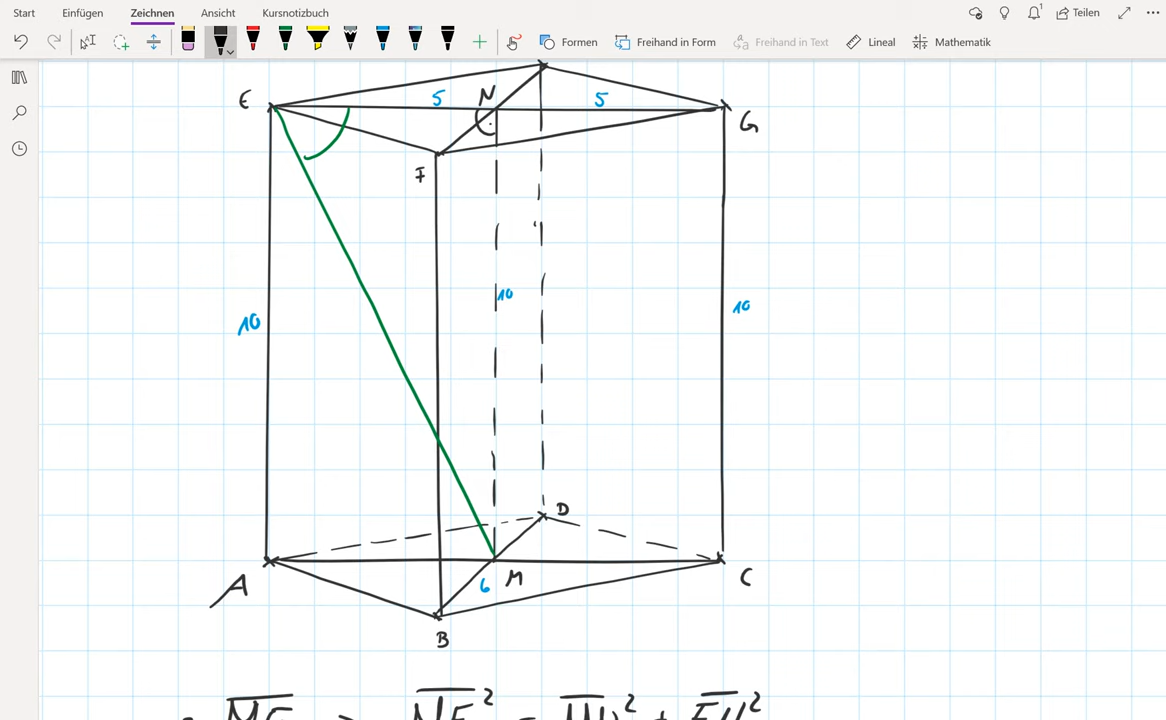 Start Einfügen Zeichnen Ansicht Kursnotizbuch
1 Teilen
Formen Freihand in Form Freihand in Text Lineal Mathematik
E 5 N 5 G
F
10 10 10
D
A 6 M C
B